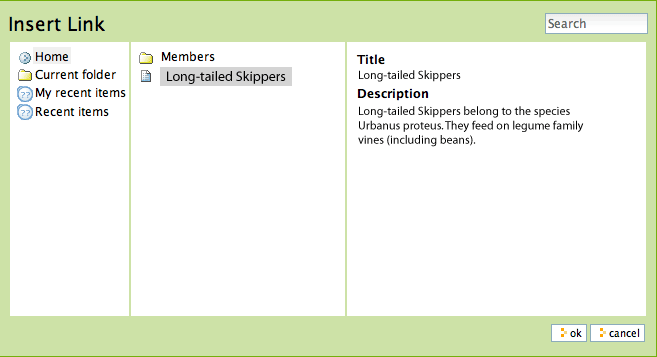 Insert Link
Search
Home
Current folder
?? My recent items
?? Recent items
Members
Long-tailed Skippers
Title
Long-tailed Skippers
Description
Long-tailed Skippers belong to the species
Urbanus proteus. They feed on legume family
vines (including beans).
ok
cancel